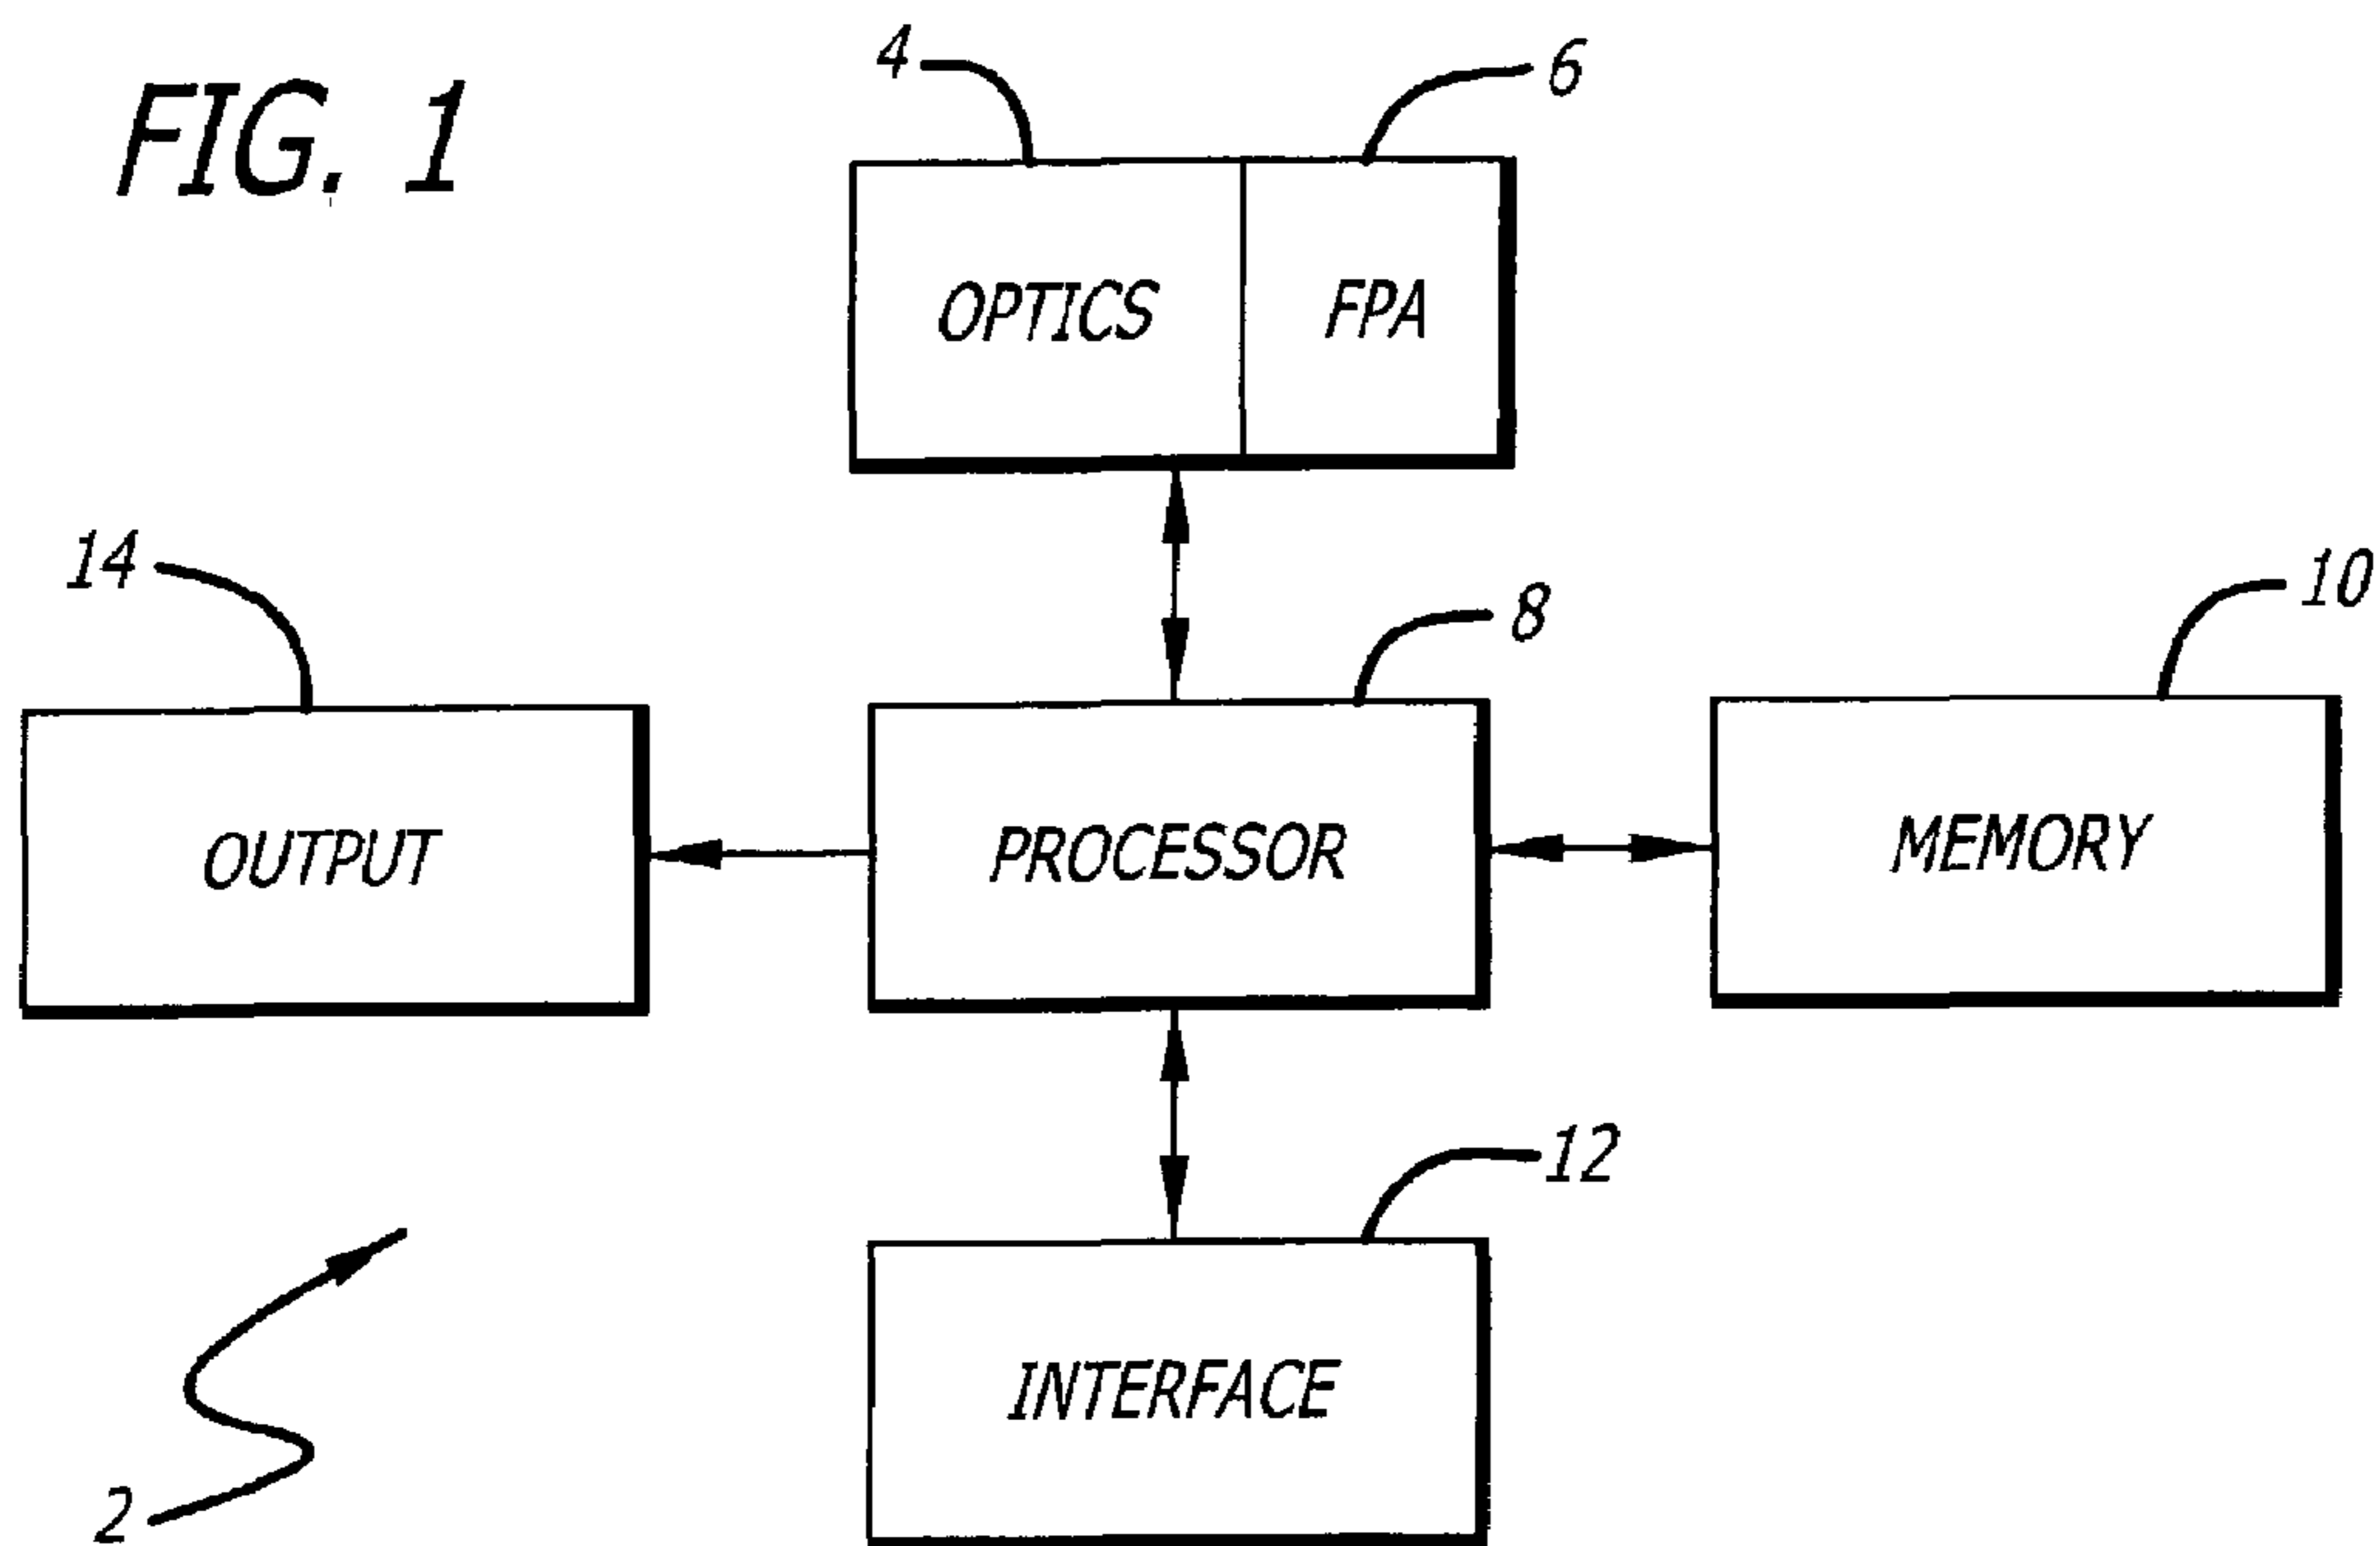 FIG. 1
4
6
OPTICS
FPA
14
8
10
OUTPUT
PROCESSOR
MEMORY
12
INTERFACE
2